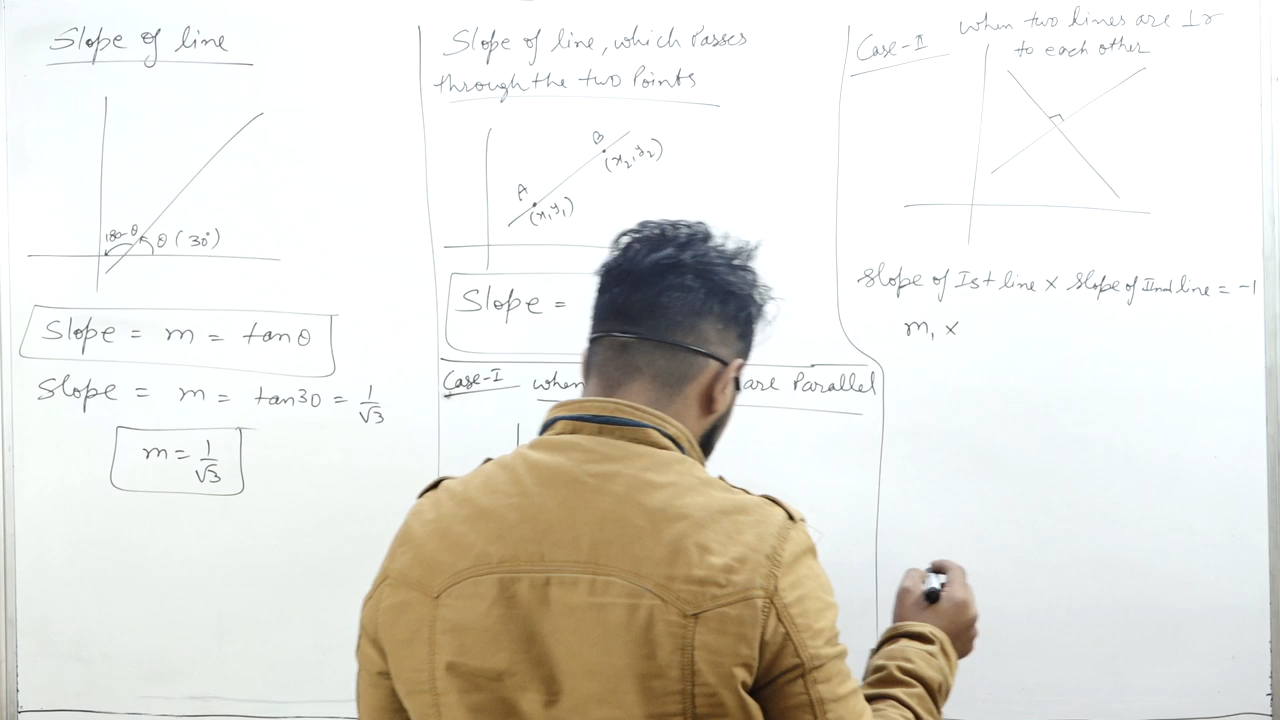 Slope of line
180-θ
θ (30°)
Slope = m = tanθ
Slope = m = tan30 = 1/√3
m = 1/√3
Slope of line, which Passes
through the two Points
A
(x, y1)
B
(x2, y2)
Slope =
Case-I when are Parallel
Case-II when two lines are ⊥r
to each other
Slope of Ist line × Slope of IInd line = -1
m1 ×